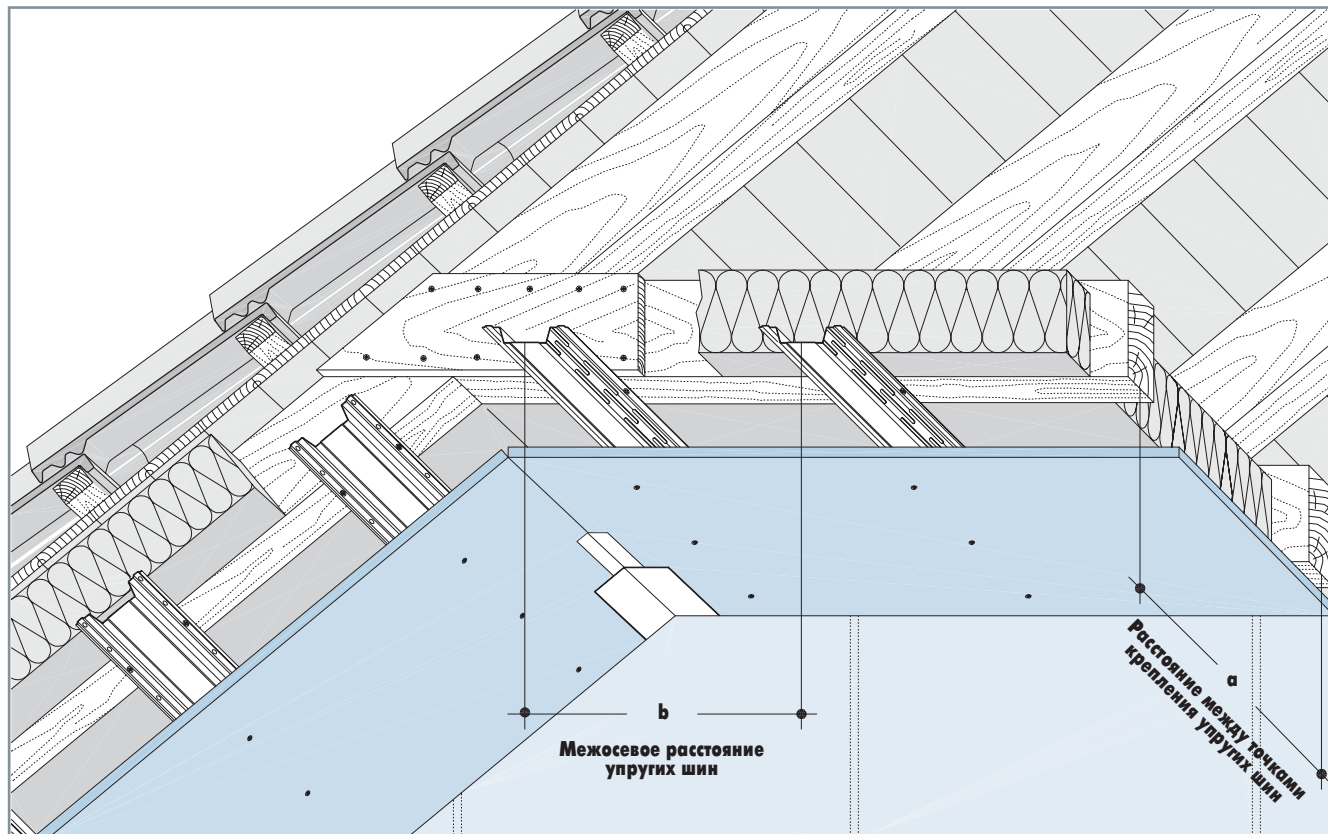 b
Межосевое расстояние
упругих шин
a
Расстояние между точками
крепления упругих шин